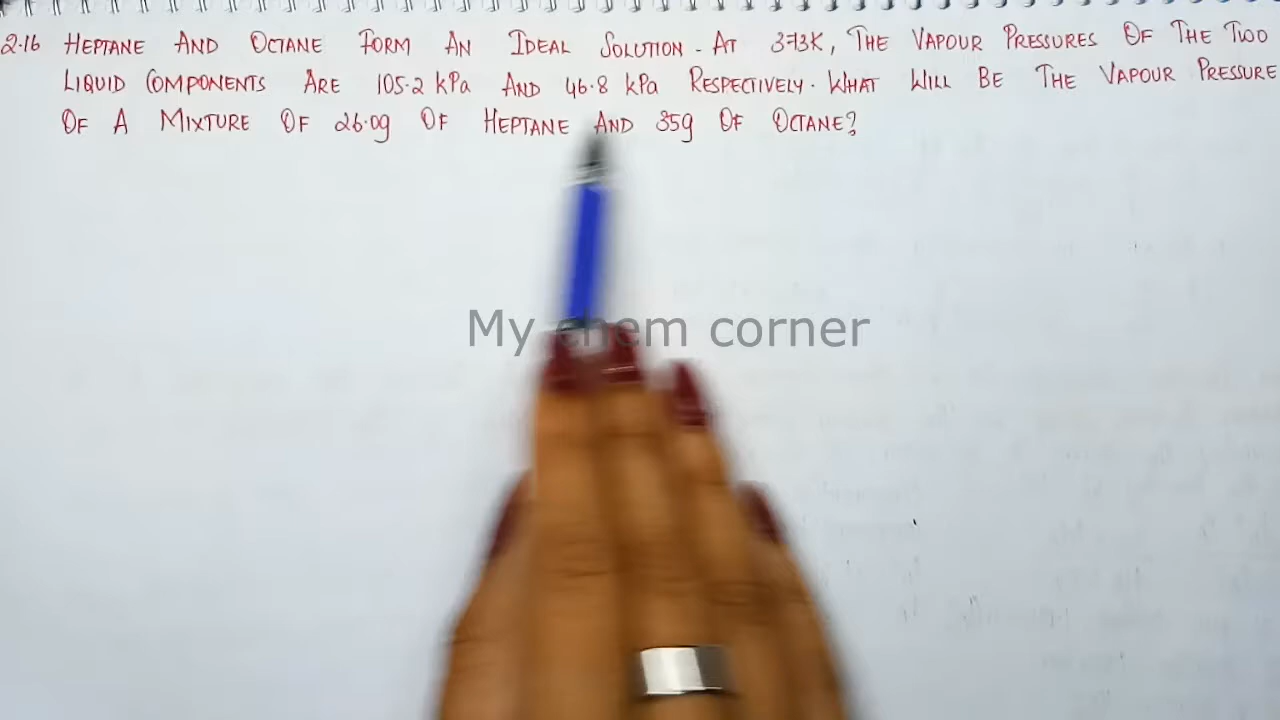 2.16 HEPTANE AND OCTANE FORM AN IDEAL SOLUTION. AT 373K, THE VAPOUR PRESSURES OF THE TWO
LIQUID COMPONENTS ARE 105.2 kPa AND 46.8 kPa RESPECTIVELY. WHAT WILL BE THE VAPOUR PRESSURE
OF A MIXTURE OF 26.0g OF HEPTANE AND 35g OF OCTANE?
My chem corner